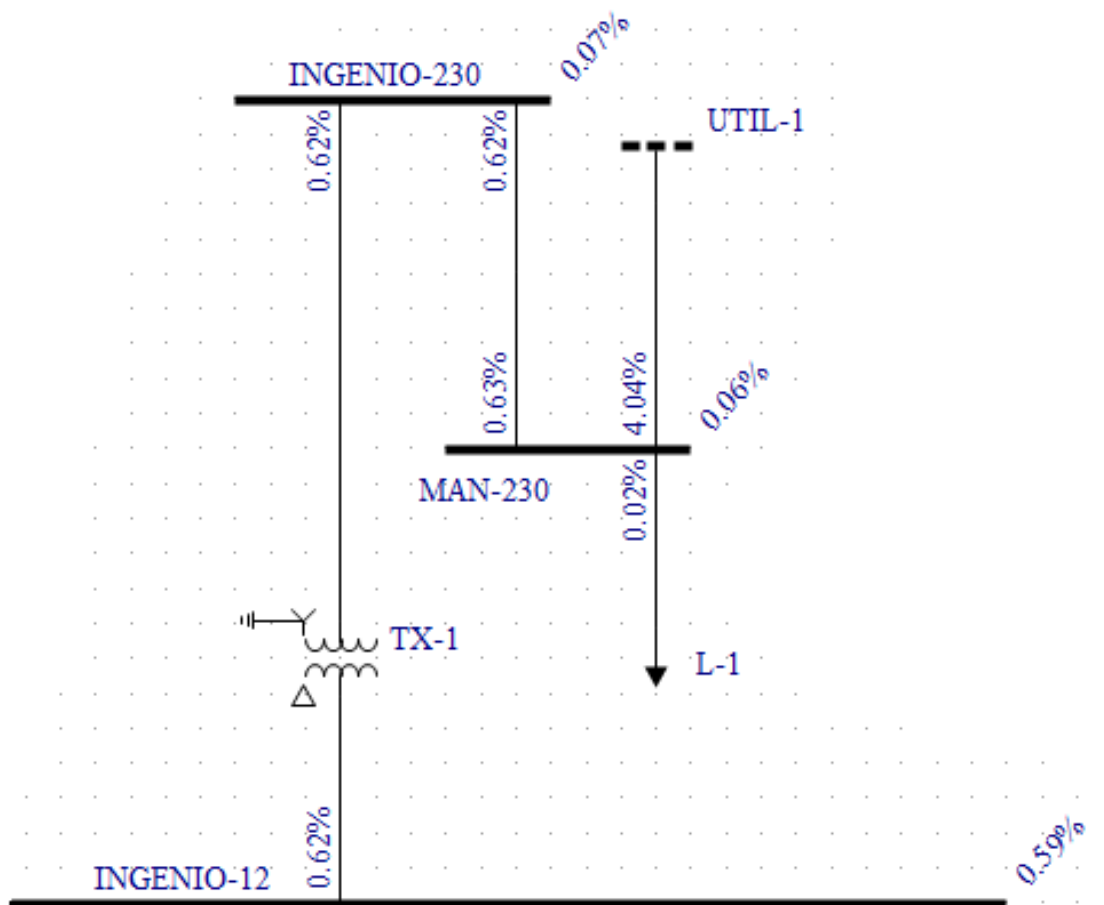 INGENIO-230
0.07%
0.62%
0.62%
UTIL-1
0.63%
4.04%
0.06%
MAN-230
0.02%
TX-1
L-1
0.62%
INGENIO-12
0.59%